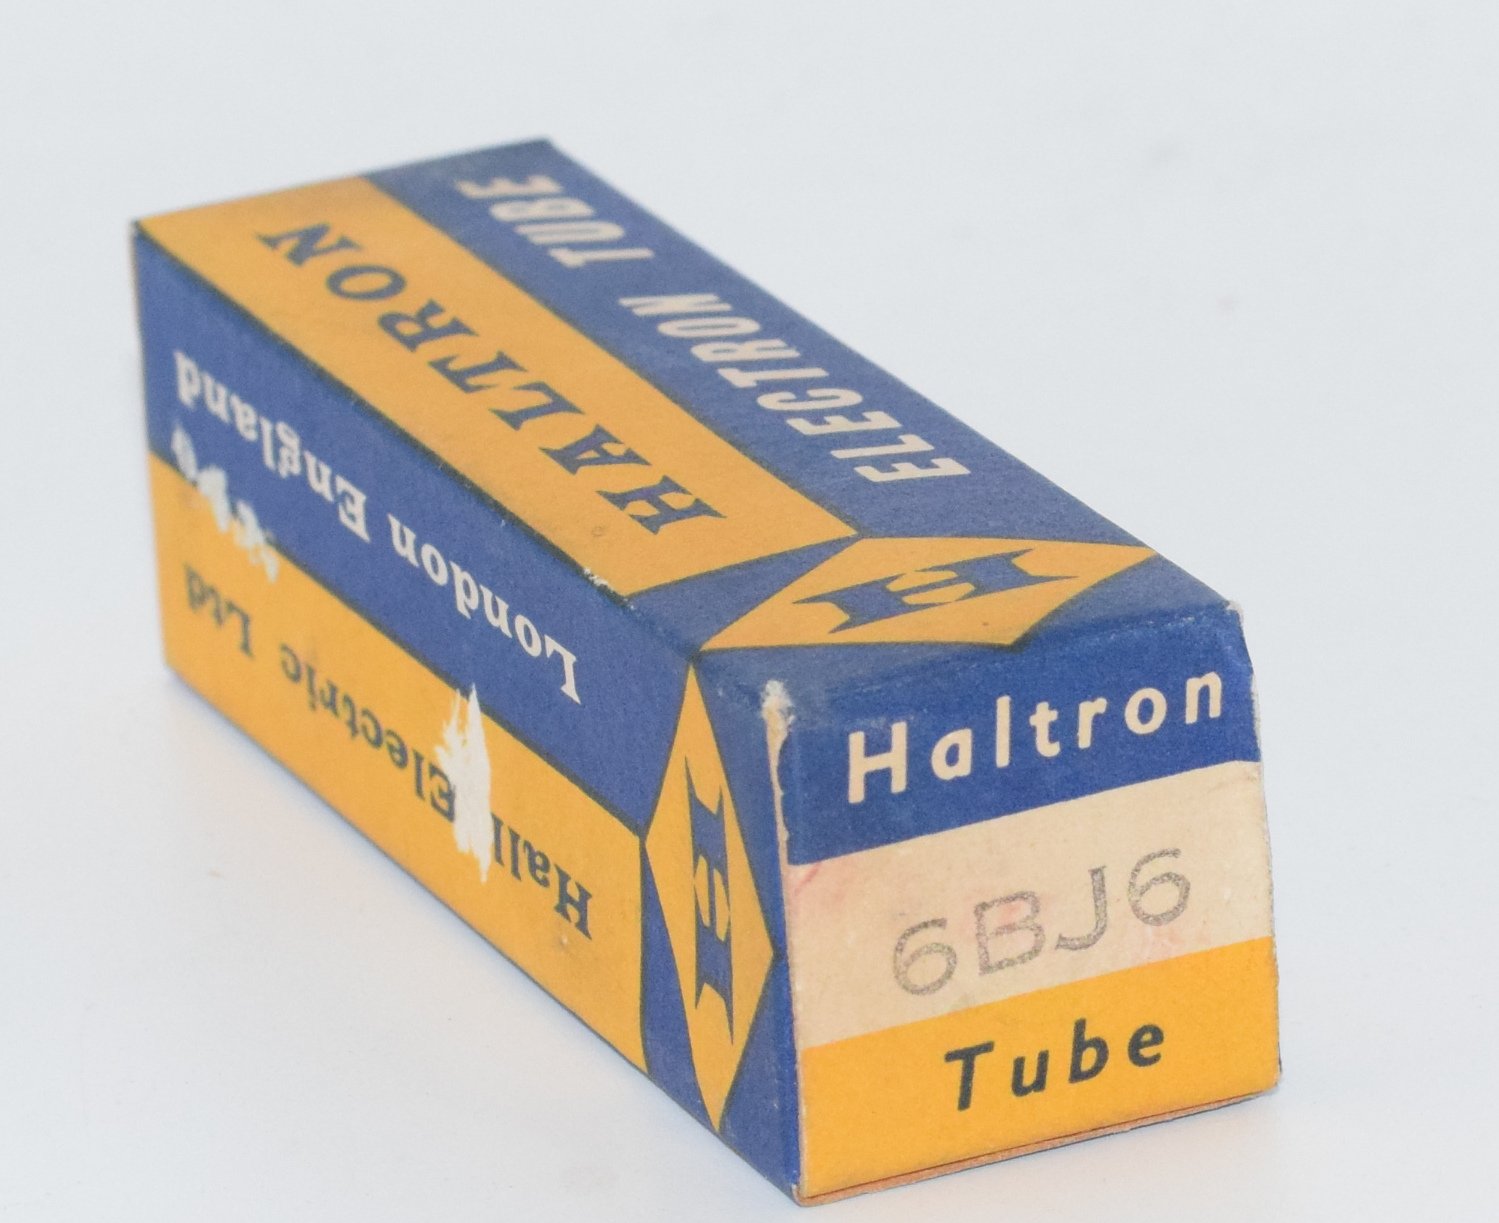 ELECTRON TUBE
HALTRON
H
London England
Hall Electric Ltd
H
Haltron
6BJ6
Tube